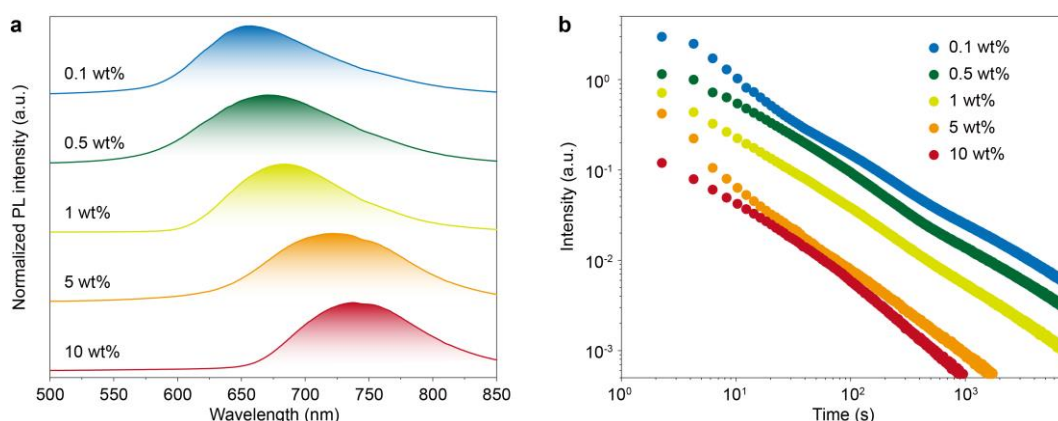 a
Normalized PL intensity (a.u.)
0.1 wt%
0.5 wt%
1 wt%
5 wt%
10 wt%
500 550 600 650 700 750 800 850
Wavelength (nm)
b
Intensity (a.u.)
10⁰
10⁻¹
10⁻²
10⁻³
0.1 wt%
0.5 wt%
1 wt%
5 wt%
10 wt%
10⁰ 10¹ 10² 10³
Time (s)